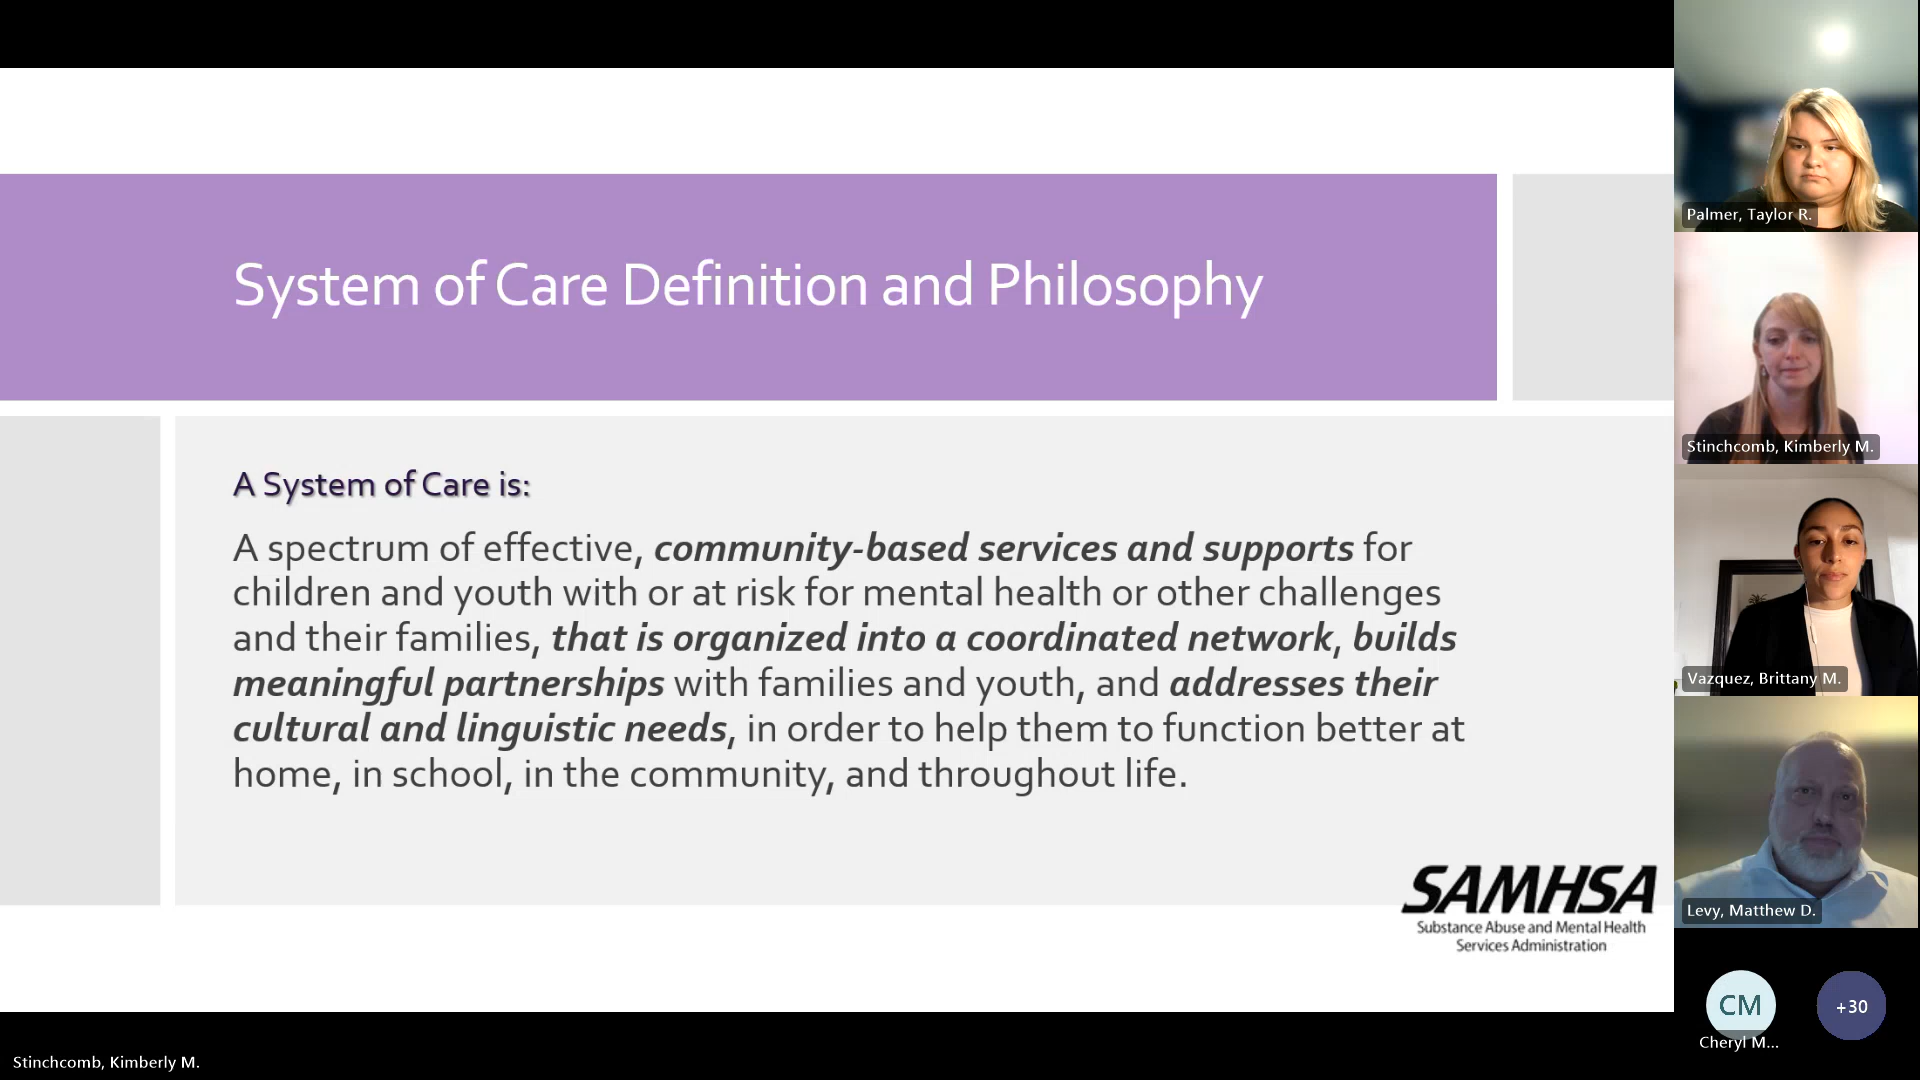 System of Care Definition and Philosophy
A System of Care is:
A spectrum of effective, community-based services and supports for
children and youth with or at risk for mental health or other challenges
and their families, that is organized into a coordinated network, builds
meaningful partnerships with families and youth, and addresses their
cultural and linguistic needs, in order to help them to function better at
home, in school, in the community, and throughout life.
SAMHSA
Substance Abuse and Mental Health
Services Administration
Palmer, Taylor R.
Stinchcomb, Kimberly M.
Vazquez, Brittany M.
Levy, Matthew D.
CM
Cheryl M...
+30
Stinchcomb, Kimberly M.